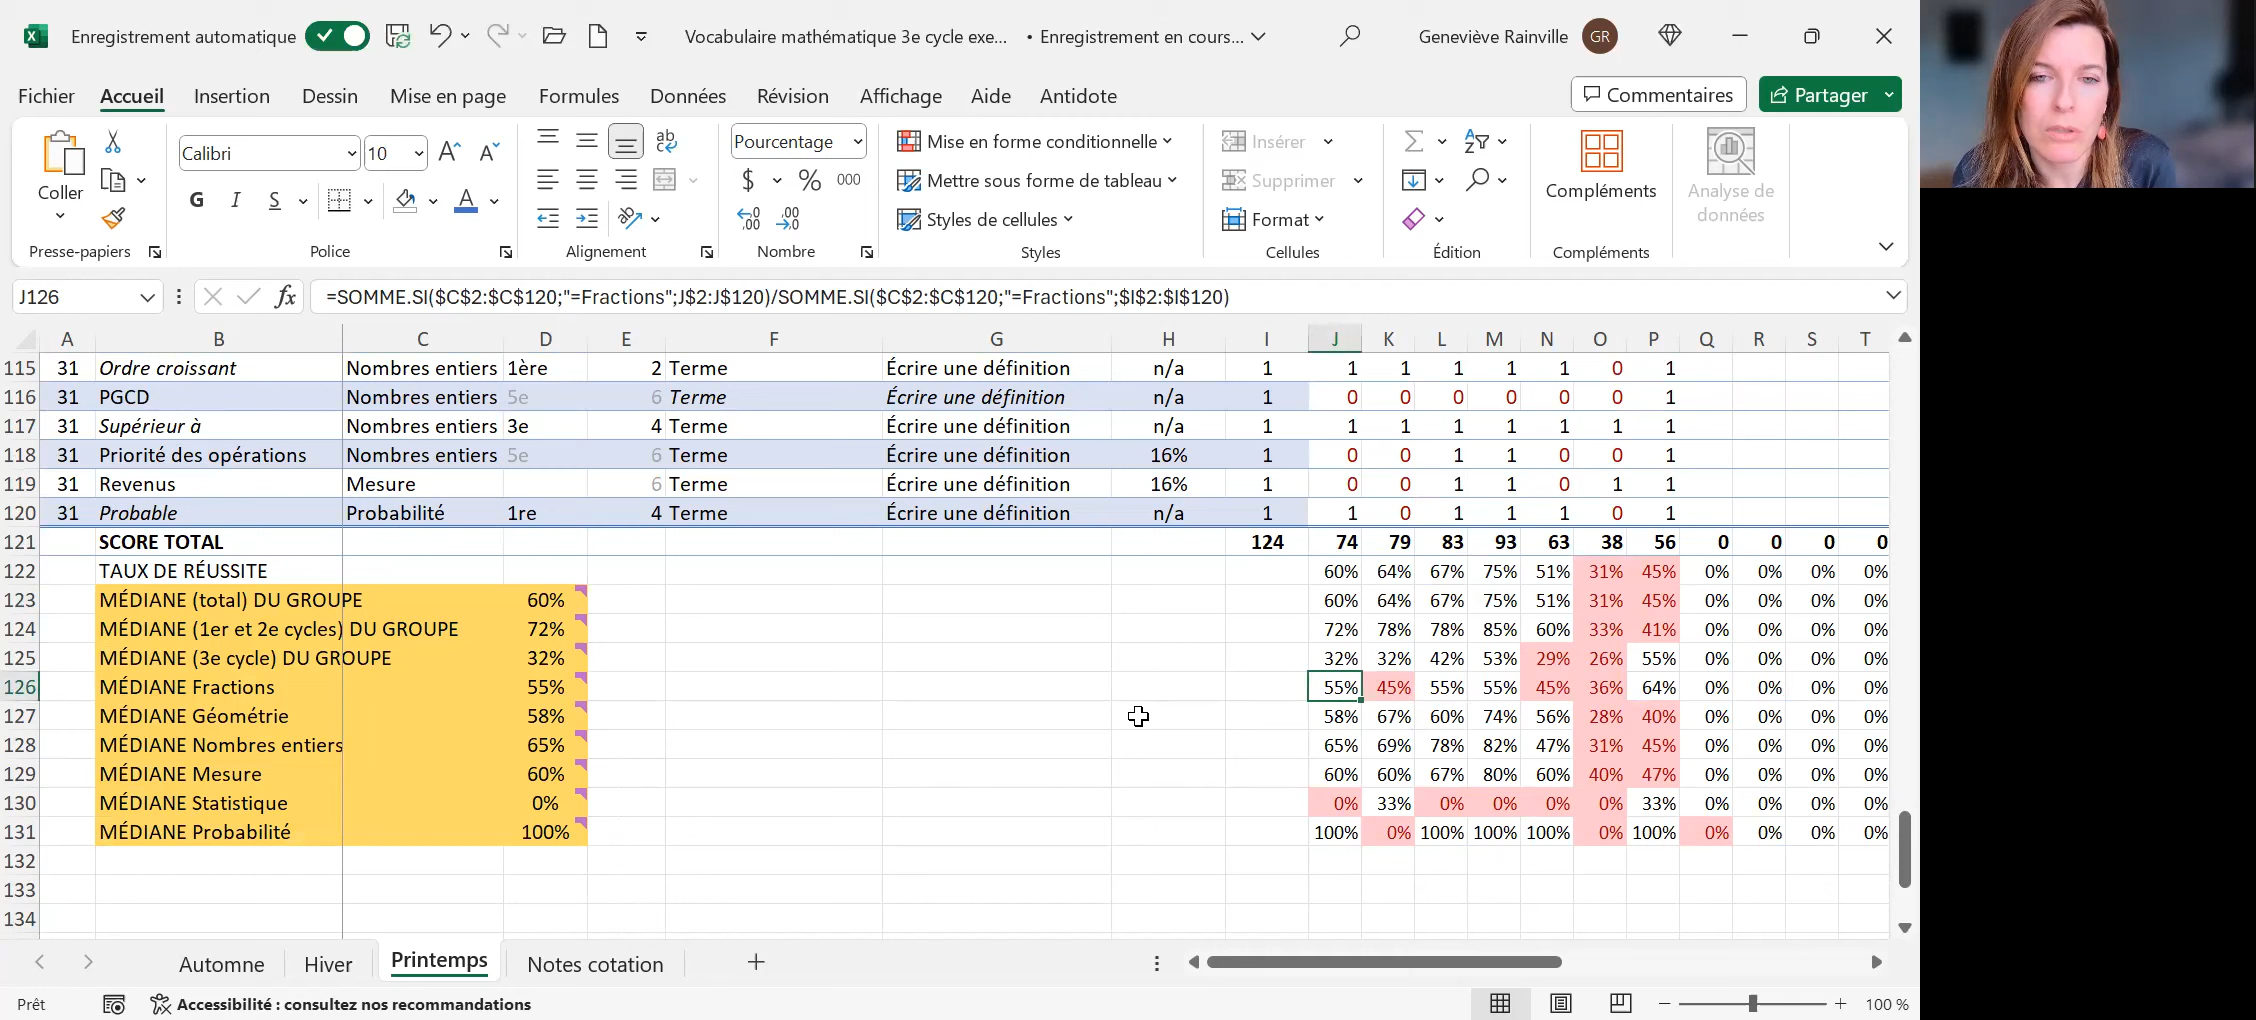 Enregistrement automatique Vocabulaire mathématique 3e cycle exe... • Enregistrement en cours... Geneviève Rainville GR
Fichier Accueil Insertion Dessin Mise en page Formules Données Révision Affichage Aide Antidote Commentaires Partager
Coller
Presse-papiers
Calibri 10
G I S A
Police
ab
Alignement
Pourcentage
$ % 000
Nombre
Mise en forme conditionnelle
Mettre sous forme de tableau
Styles de cellules
Styles
Insérer
Supprimer
Format
Cellules
Édition
Compléments
Compléments
Analyse de
données
J126 fx =SOMME.SI($C$2:$C$120;"=Fractions";J$2:J$120)/SOMME.SI($C$2:$C$120;"=Fractions";$I$2:$I$120)
A B C D E F G H I J K L M N O P Q R S T
115 31 Ordre croissant Nombres entiers 1ère 2 Terme Écrire une définition n/a 1 1 1 1 1 1 0 1
116 31 PGCD Nombres entiers 5e 6 Terme Écrire une définition n/a 1 0 0 0 0 0 0 1
117 31 Supérieur à Nombres entiers 3e 4 Terme Écrire une définition n/a 1 1 1 1 1 1 1 1
118 31 Priorité des opérations Nombres entiers 5e 6 Terme Écrire une définition 16% 1 0 0 1 1 0 0 1
119 31 Revenus Mesure 6 Terme Écrire une définition 16% 1 0 0 1 1 0 1 1
120 31 Probable Probabilité 1re 4 Terme Écrire une définition n/a 1 1 0 1 1 1 0 1
121 SCORE TOTAL 124 74 79 83 93 63 38 56 0 0 0 0
122 TAUX DE RÉUSSITE 60% 64% 67% 75% 51% 31% 45% 0% 0% 0% 0%
123 MÉDIANE (total) DU GROUPE 60% 60% 64% 67% 75% 51% 31% 45% 0% 0% 0% 0%
124 MÉDIANE (1er et 2e cycles) DU GROUPE 72% 72% 78% 78% 85% 60% 33% 41% 0% 0% 0% 0%
125 MÉDIANE (3e cycle) DU GROUPE 32% 32% 32% 42% 53% 29% 26% 55% 0% 0% 0% 0%
126 MÉDIANE Fractions 55% 55% 45% 55% 55% 45% 36% 64% 0% 0% 0% 0%
127 MÉDIANE Géométrie 58% 58% 67% 60% 74% 56% 28% 40% 0% 0% 0% 0%
128 MÉDIANE Nombres entiers 65% 65% 69% 78% 82% 47% 31% 45% 0% 0% 0% 0%
129 MÉDIANE Mesure 60% 60% 60% 67% 80% 60% 40% 47% 0% 0% 0% 0%
130 MÉDIANE Statistique 0% 0% 33% 0% 0% 0% 0% 33% 0% 0% 0% 0%
131 MÉDIANE Probabilité 100% 100% 0% 100% 100% 100% 0% 100% 0% 0% 0% 0%
132
133
134
Automne Hiver Printemps Notes cotation
Prêt Accessibilité : consultez nos recommandations 100 %